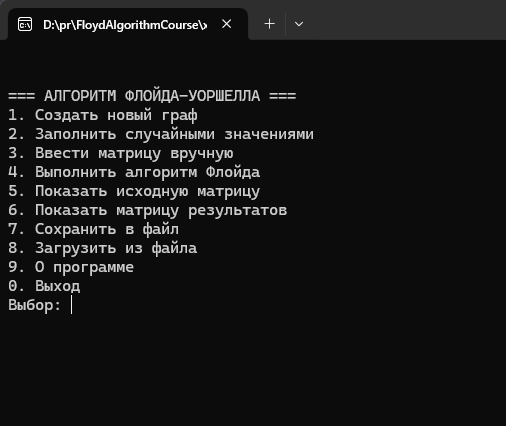 D:\pr\FloydAlgorithmCourse\x
=== АЛГОРИТМ ФЛОЙДА-УОРШЕЛЛА ===
1. Создать новый граф
2. Заполнить случайными значениями
3. Ввести матрицу вручную
4. Выполнить алгоритм Флойда
5. Показать исходную матрицу
6. Показать матрицу результатов
7. Сохранить в файл
8. Загрузить из файла
9. О программе
0. Выход
Выбор: